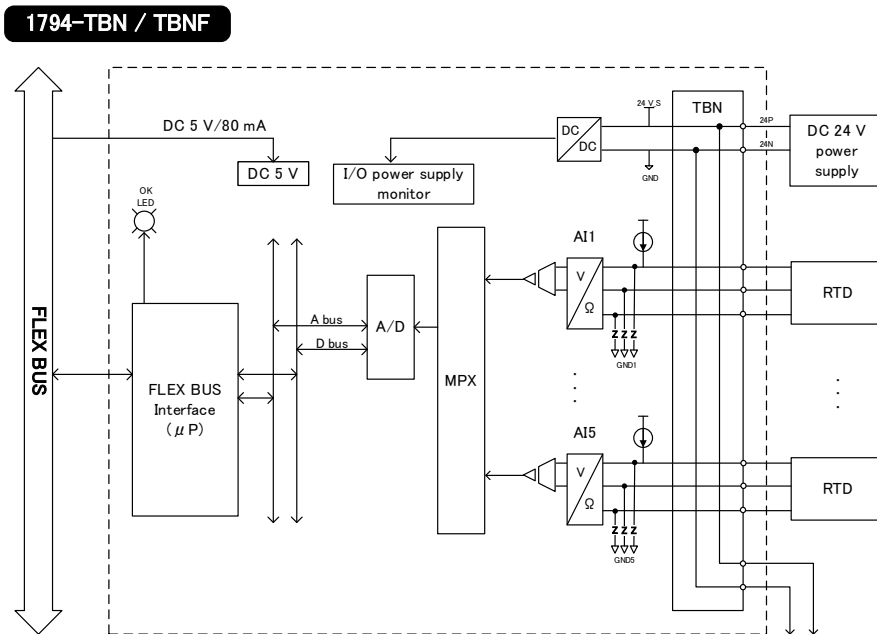 1794-TBN / TBNF
24 V.S
TBN
DC 5 V/80 mA
DC
DC
24P
24N
DC 24 V
power
supply
DC 5 V
I/O power supply
monitor
GND
OK
LED
AI1
V
Ω
RTD
GND1
FLEX BUS
A bus
D bus
A/D
MPX
FLEX BUS
Interface
(μP)
AI5
V
Ω
RTD
GND5